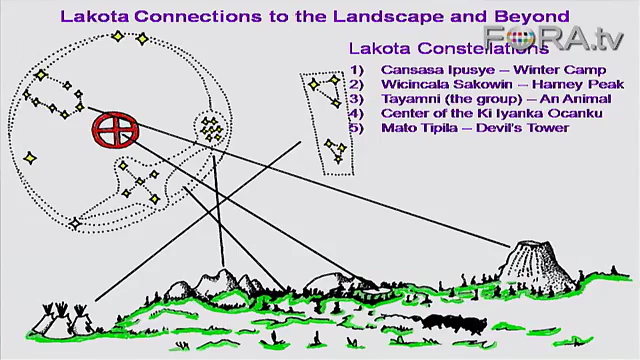 Lakota Connections to the Landscape and Beyond
FORA.tv
Lakota Constellations
1) Cansasa Ipusye – Winter Camp
2) Wicincala Sakowin – Harney Peak
3) Tayamni (the group) – An Animal
4) Center of the Ki Iyanka Ocanku
5) Mato Tipila – Devil's Tower